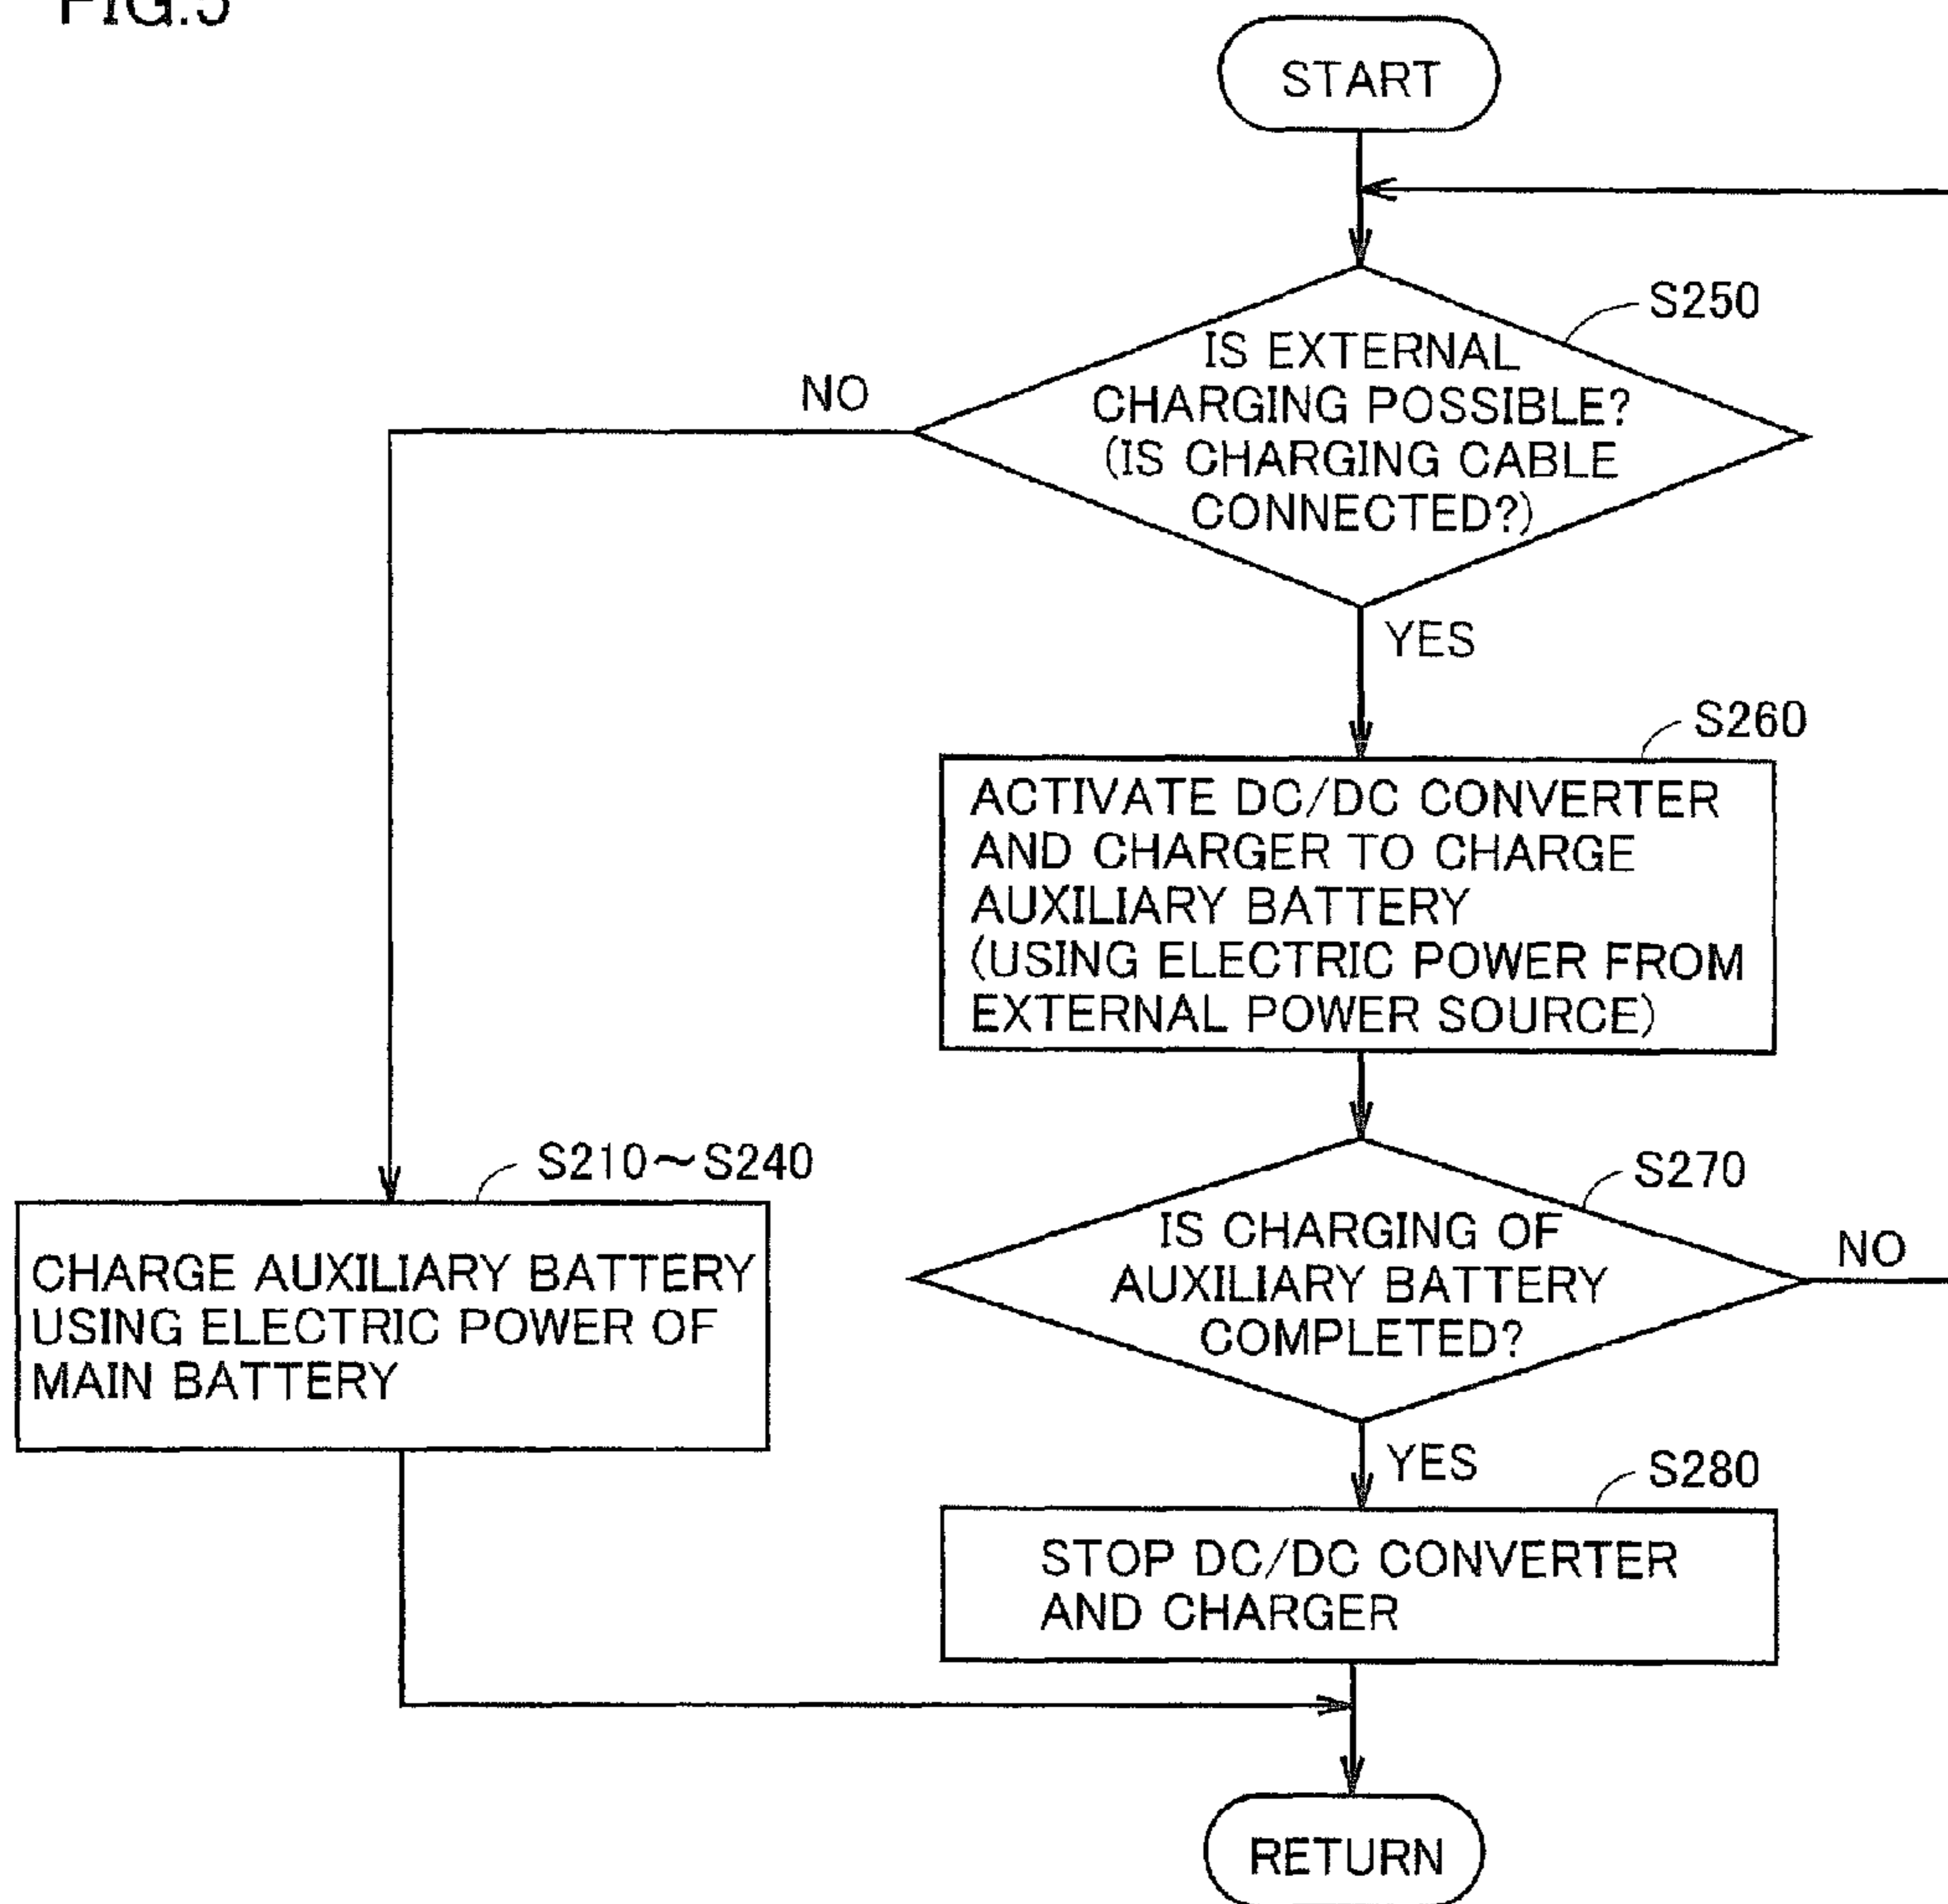 FIG.5
START
S250
IS EXTERNAL
CHARGING POSSIBLE?
(IS CHARGING CABLE
CONNECTED?)
NO
YES
S260
ACTIVATE DC/DC CONVERTER
AND CHARGER TO CHARGE
AUXILIARY BATTERY
(USING ELECTRIC POWER FROM
EXTERNAL POWER SOURCE)
S210~S240
CHARGE AUXILIARY BATTERY
USING ELECTRIC POWER OF
MAIN BATTERY
S270
IS CHARGING OF
AUXILIARY BATTERY
COMPLETED?
NO
YES
S280
STOP DC/DC CONVERTER
AND CHARGER
RETURN